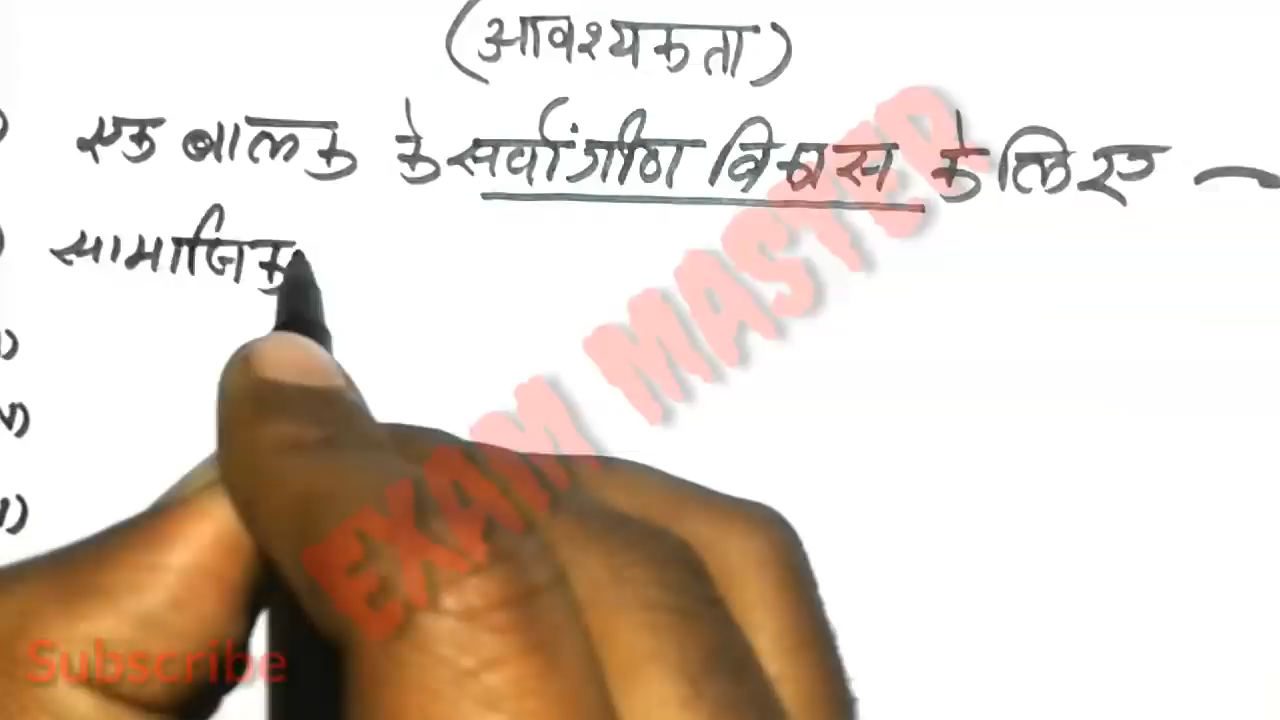 (आवश्यकता)
) एक बालक के सर्वांगीण विकास के लिए ~
) सामाजिक
)
)
)
EXAM MASTER
Subscribe